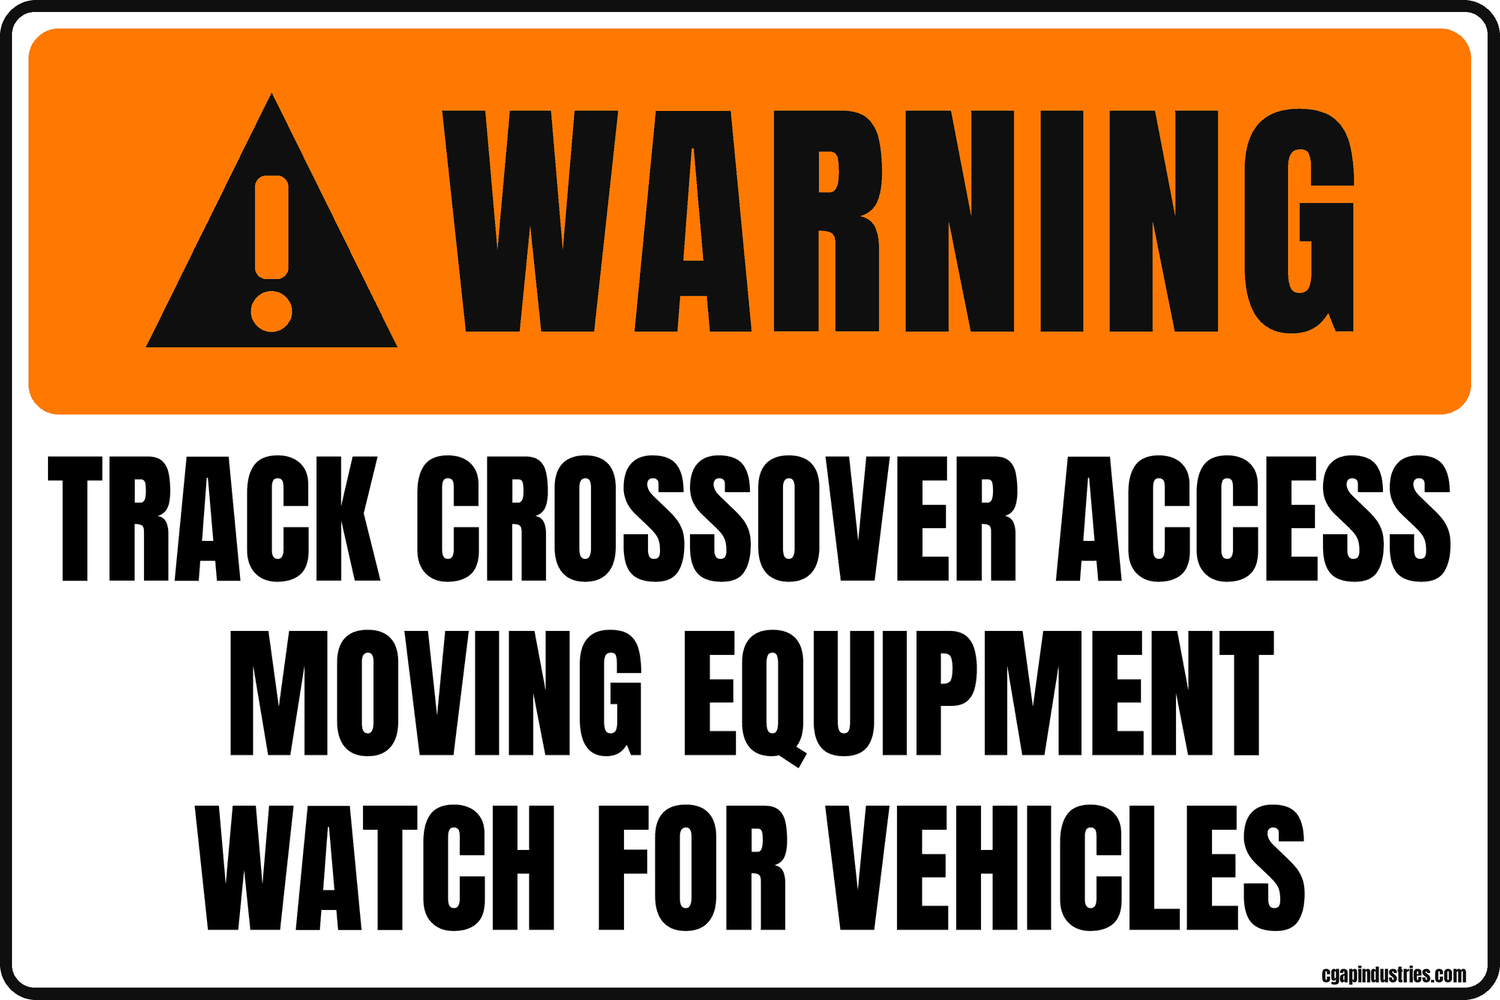 WARNING
TRACK CROSSOVER ACCESS
MOVING EQUIPMENT
WATCH FOR VEHICLES
cgapindustries.com